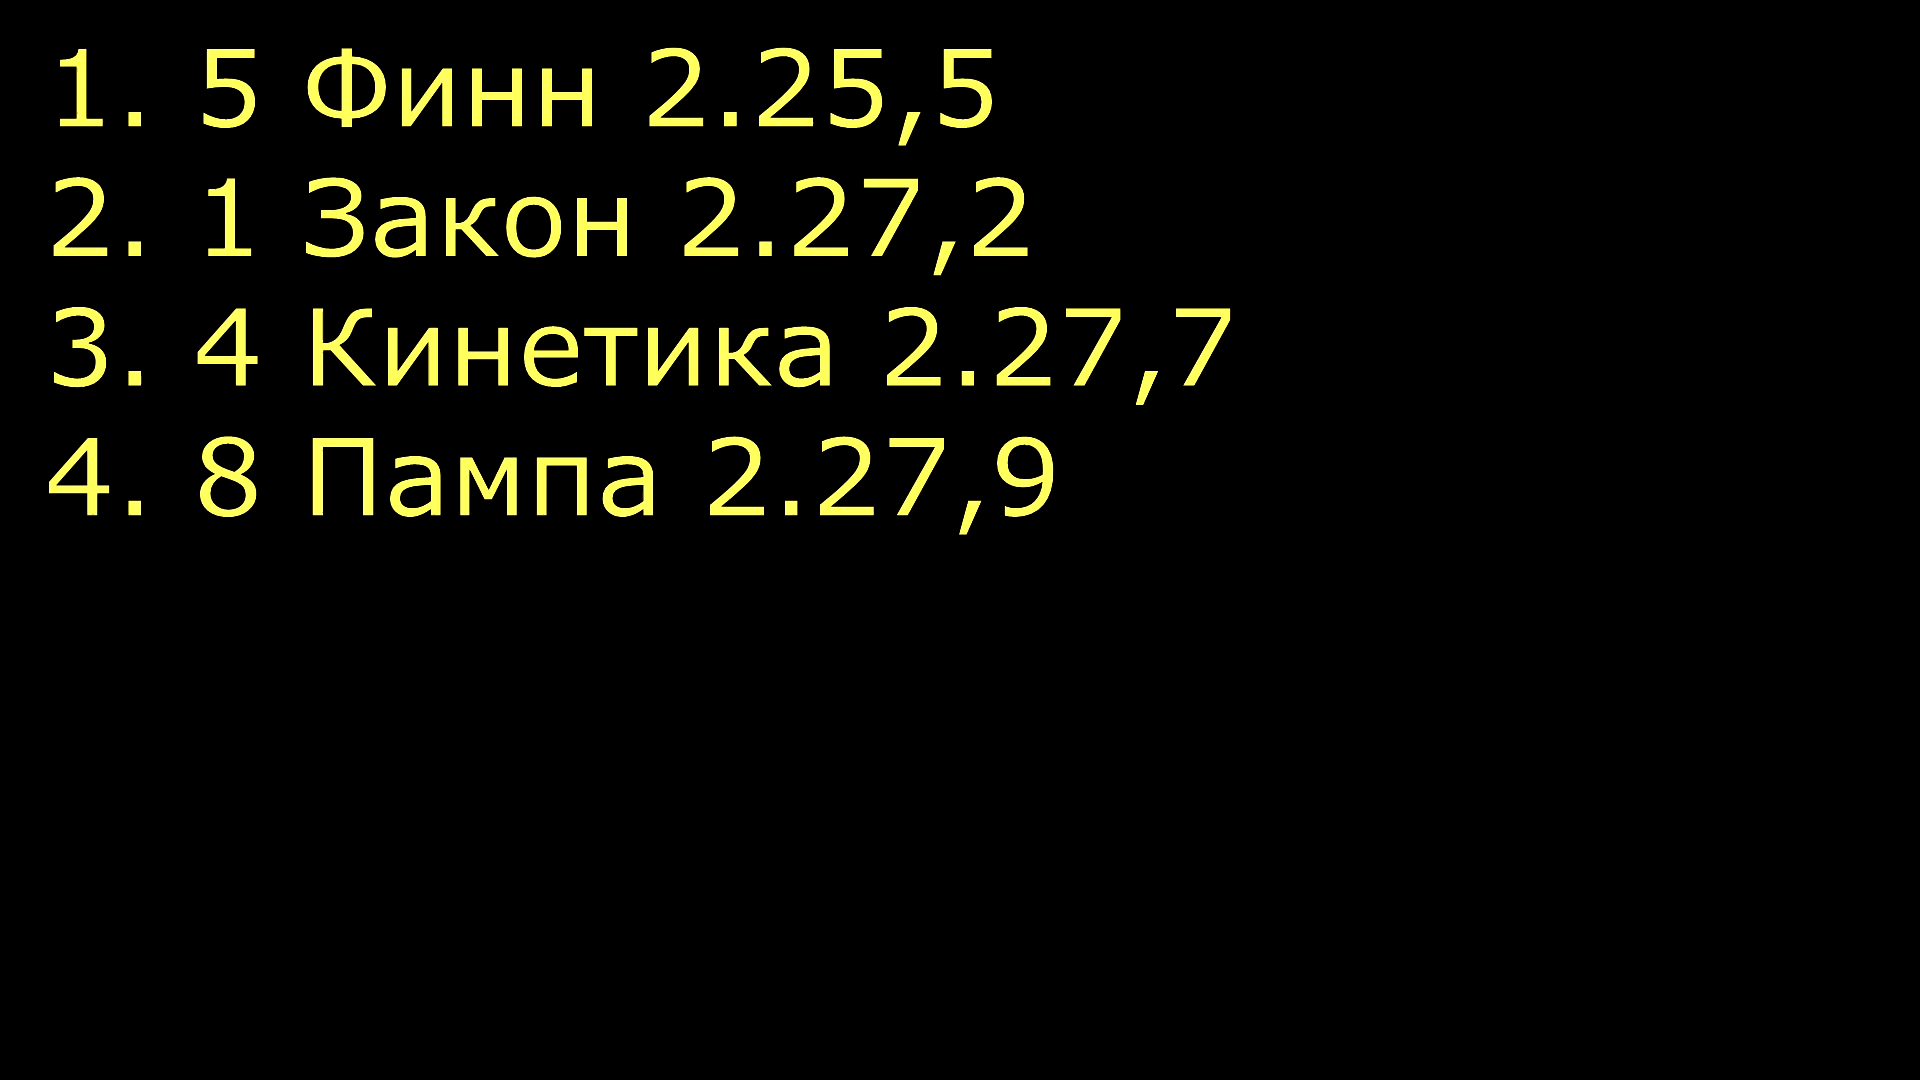 1. 5 Финн 2.25,5
2. 1 Закон 2.27,2
3. 4 Кинетика 2.27,7
4. 8 Пампа 2.27,9